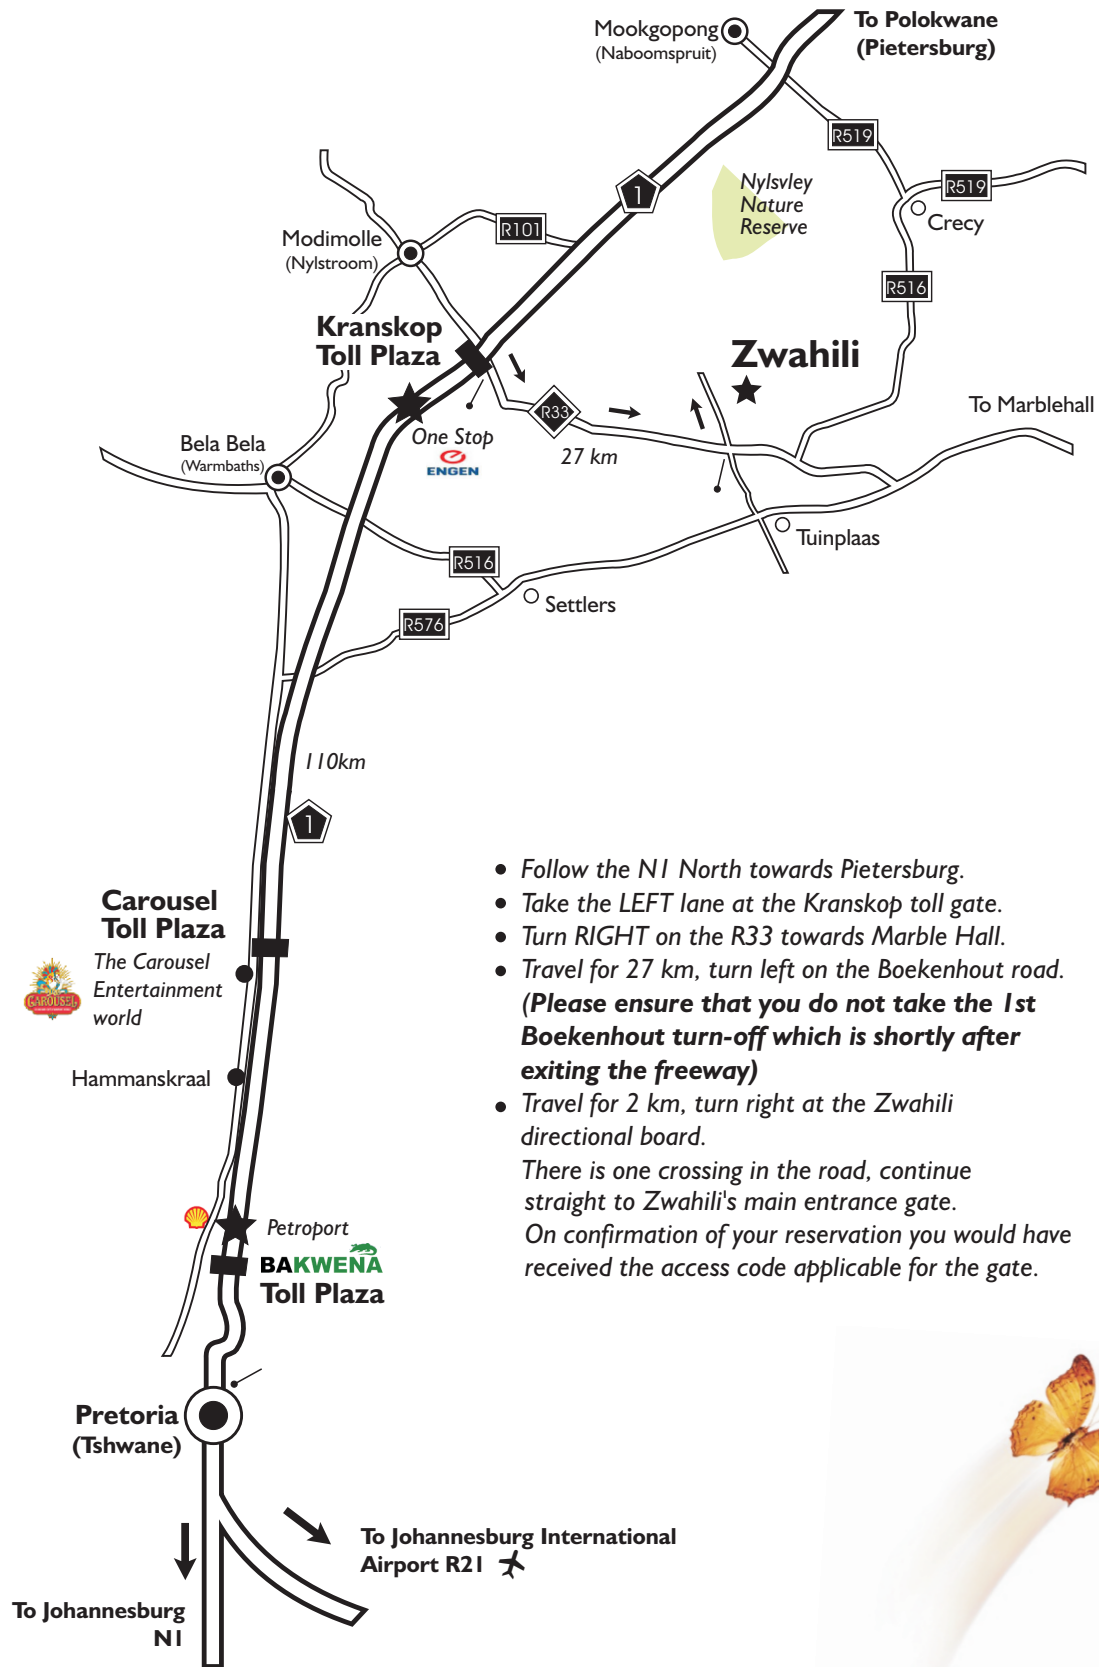 To Polokwane
(Pietersburg)
Mookgopong
(Naboomspruit)
R519
R519
1
Nylsvley
Nature
Reserve
Crecy
R101
Modimolle
(Nylstroom)
R516
Kranskop
Toll Plaza
Zwahili
R33
To Marblehall
One Stop
ENGEN
27 km
Bela Bela
(Warmbaths)
Tuinplaas
R516
Settlers
R576
110km
1
Carousel
Toll Plaza
The Carousel
Entertainment
world
CAROUSEL
Hammanskraal
Petroport
BAKWENA
Toll Plaza
• Follow the N1 North towards Pietersburg.
• Take the LEFT lane at the Kranskop toll gate.
• Turn RIGHT on the R33 towards Marble Hall.
• Travel for 27 km, turn left on the Boekenhout road.
(Please ensure that you do not take the 1st
Boekenhout turn-off which is shortly after
exiting the freeway)
• Travel for 2 km, turn right at the Zwahili
directional board.
There is one crossing in the road, continue
straight to Zwahili's main entrance gate.
On confirmation of your reservation you would have
received the access code applicable for the gate.
Pretoria
(Tshwane)
To Johannesburg International
Airport R21
To Johannesburg
N1